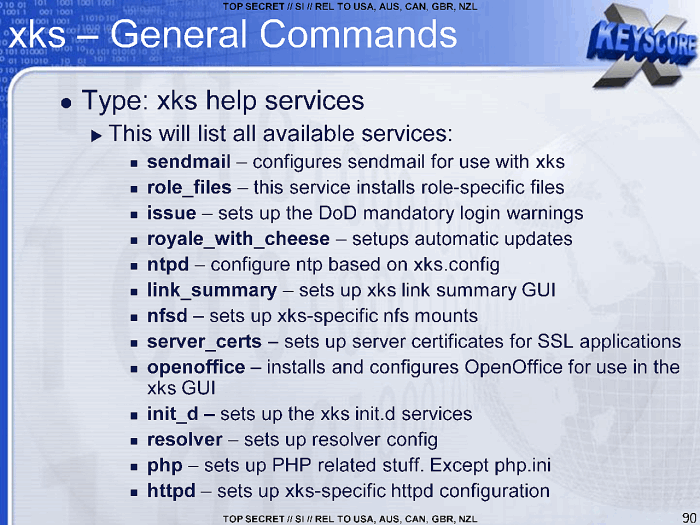 TOP SECRET // SI // REL TO USA, AUS, CAN, GBR, NZL
xks – General Commands
KEYSCORE
X
● Type: xks help services
▶ This will list all available services:
■ sendmail – configures sendmail for use with xks
■ role_files – this service installs role-specific files
■ issue – sets up the DoD mandatory login warnings
■ royale_with_cheese – setups automatic updates
■ ntpd – configure ntp based on xks.config
■ link_summary – sets up xks link summary GUI
■ nfsd – sets up xks-specific nfs mounts
■ server_certs – sets up server certificates for SSL applications
■ openoffice – installs and configures OpenOffice for use in the
xks GUI
■ init_d – sets up the xks init.d services
■ resolver – sets up resolver config
■ php – sets up PHP related stuff. Except php.ini
■ httpd – sets up xks-specific httpd configuration
TOP SECRET // SI // REL TO USA, AUS, CAN, GBR, NZL
90